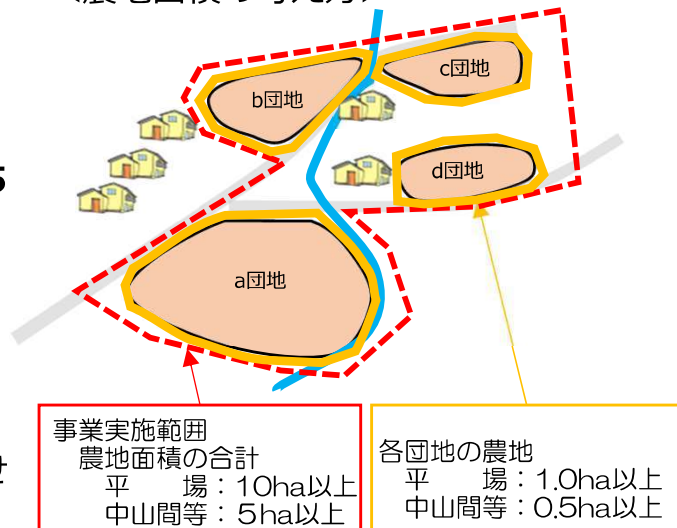 b団地
c団地
d団地
a団地
事業実施範囲
農地面積の合計
平　　場：10ha以上
中山間等：5ha以上
各団地の農地
平　　場：1.0ha以上
中山間等：0.5ha以上